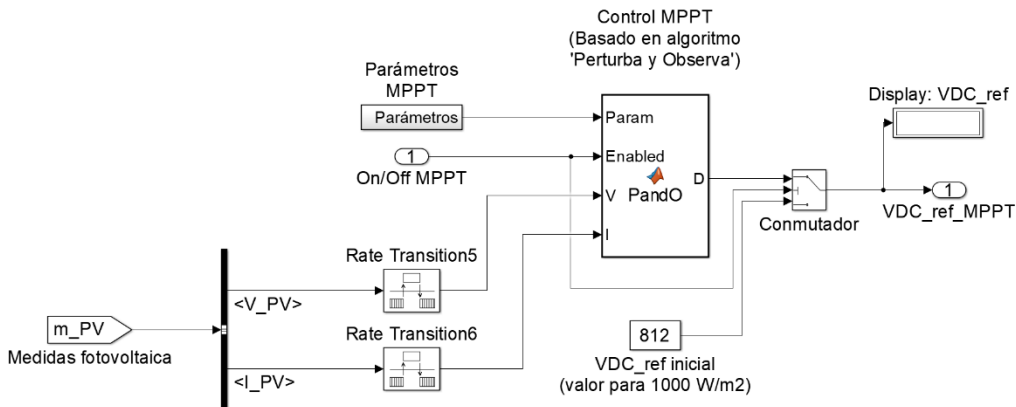 Control MPPT
(Basado en algoritmo
'Perturba y Observa')
Parámetros
MPPT
Parámetros
Param
Display: VDC_ref
1
On/Off MPPT
Enabled
V
PandO
D
I
Conmutador
1
VDC_ref_MPPT
Rate Transition5
<V_PV>
m_PV
Medidas fotovoltaica
Rate Transition6
<I_PV>
812
VDC_ref inicial
(valor para 1000 W/m2)